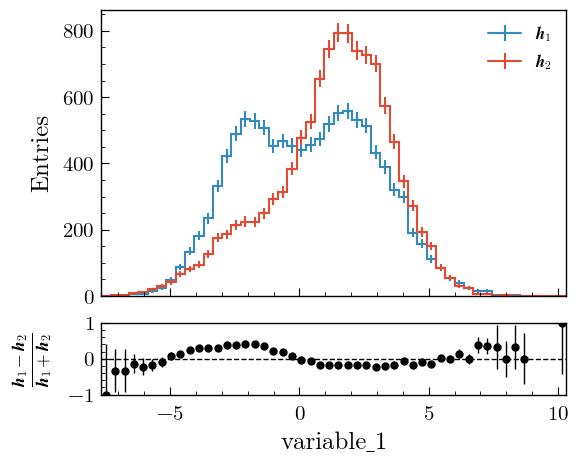 800
600
400
200
0
Entries
h₁
h₂
1
0
−1
h₁−h₂
h₁+h₂
−5
0
5
10
variable_1